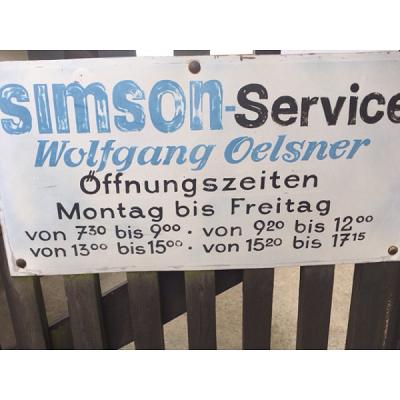 simson-Service
Wolfgang Oelsner
Öffnungszeiten
Montag bis Freitag
von 7³⁰ bis 9⁰⁰ · von 9²⁰ bis 12⁰⁰
von 13⁰⁰ bis 15⁰⁰ · von 15²⁰ bis 17¹⁵